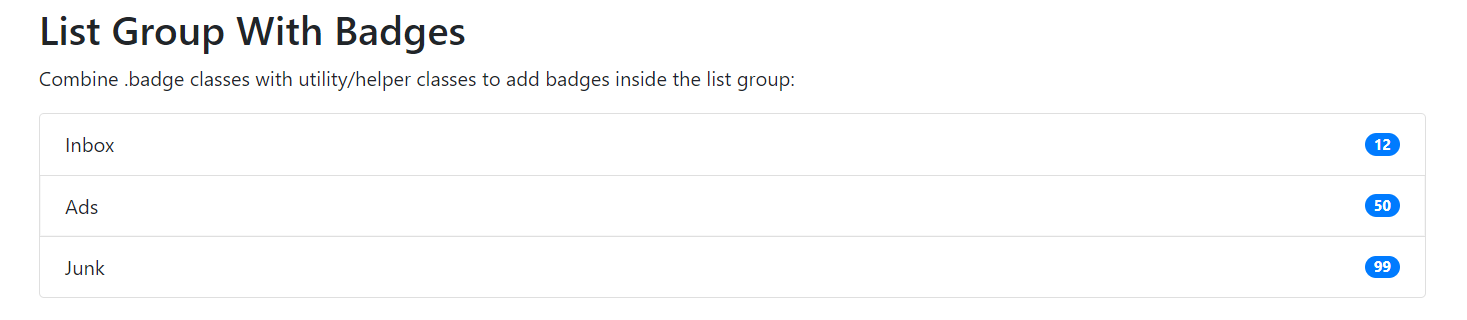 List Group With Badges
Combine .badge classes with utility/helper classes to add badges inside the list group:
Inbox 12
Ads 50
Junk 99